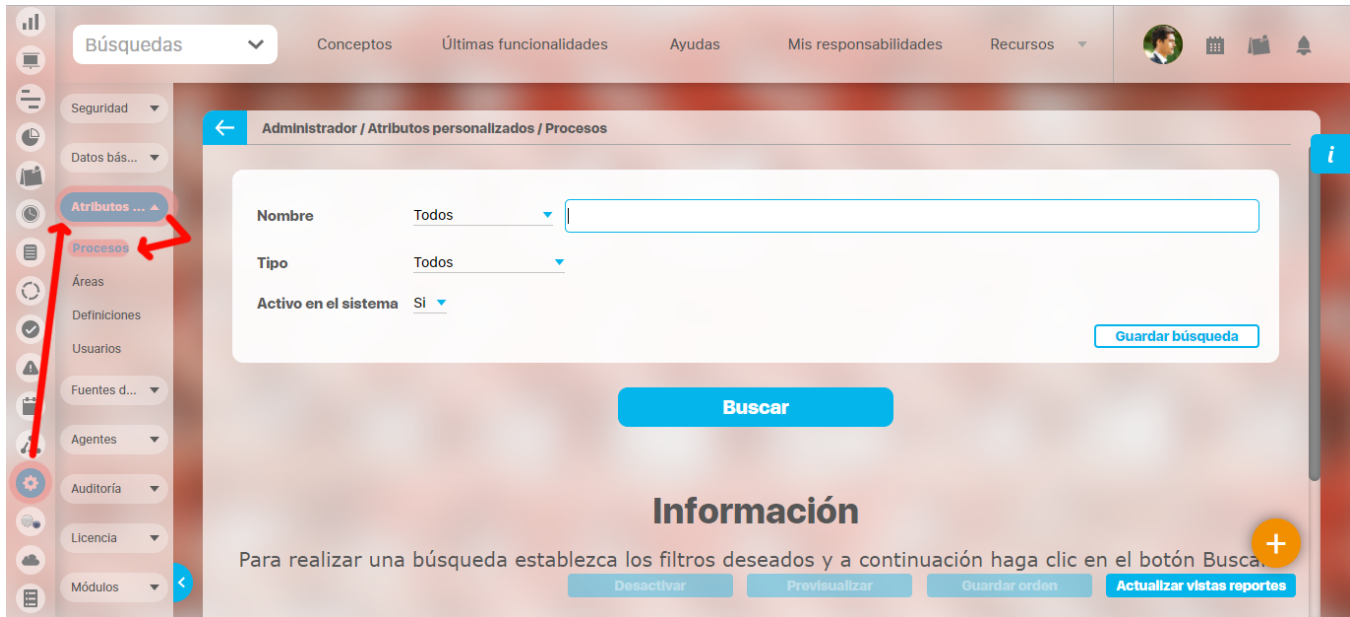 Búsquedas
Conceptos
Últimas funcionalidades
Ayudas
Mis responsabilidades
Recursos
Seguridad
Datos bás...
Atributos ...
Procesos
Áreas
Definiciones
Usuarios
Fuentes d...
Agentes
Auditoría
Licencia
Módulos
Administrador / Atributos personalizados / Procesos
i
Nombre Todos
Tipo Todos
Activo en el sistema Si
Guardar búsqueda
Buscar
Información
Para realizar una búsqueda establezca los filtros deseados y a continuación haga clic en el botón Busca
Desactivar
Previsualizar
Guardar orden
Actualizar vistas reportes